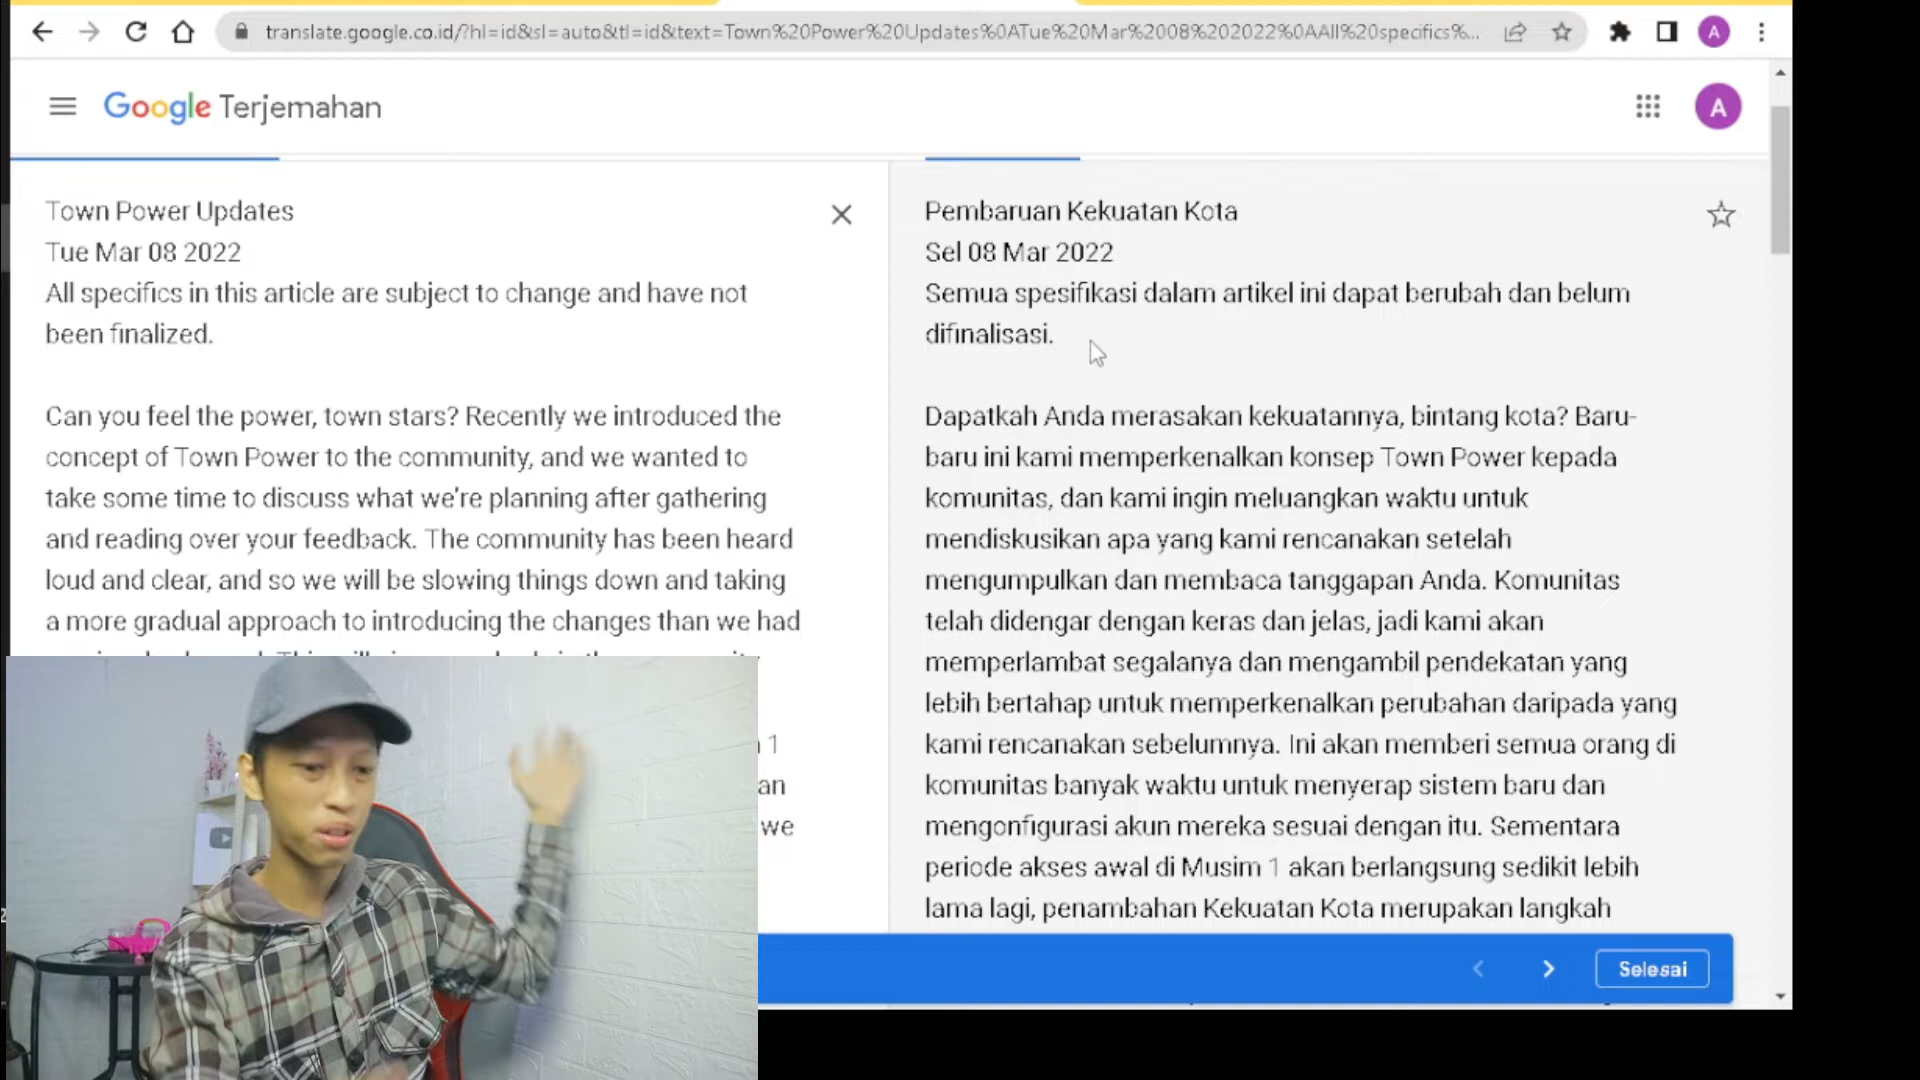 translate.google.co.id/?hl=id&sl=auto&tl=id&text=Town%20Power%20Updates%0ATue%20Mar%2008%202022%0AAll%20specifics%...
A
Google Terjemahan
A
Town Power Updates
Tue Mar 08 2022
All specifics in this article are subject to change and have not
been finalized.
Can you feel the power, town stars? Recently we introduced the
concept of Town Power to the community, and we wanted to
take some time to discuss what we're planning after gathering
and reading over your feedback. The community has been heard
loud and clear, and so we will be slowing things down and taking
a more gradual approach to introducing the changes than we had
1
an
we
Pembaruan Kekuatan Kota
Sel 08 Mar 2022
Semua spesifikasi dalam artikel ini dapat berubah dan belum
difinalisasi.
Dapatkah Anda merasakan kekuatannya, bintang kota? Baru-
baru ini kami memperkenalkan konsep Town Power kepada
komunitas, dan kami ingin meluangkan waktu untuk
mendiskusikan apa yang kami rencanakan setelah
mengumpulkan dan membaca tanggapan Anda. Komunitas
telah didengar dengan keras dan jelas, jadi kami akan
memperlambat segalanya dan mengambil pendekatan yang
lebih bertahap untuk memperkenalkan perubahan daripada yang
kami rencanakan sebelumnya. Ini akan memberi semua orang di
komunitas banyak waktu untuk menyerap sistem baru dan
mengonfigurasi akun mereka sesuai dengan itu. Sementara
periode akses awal di Musim 1 akan berlangsung sedikit lebih
lama lagi, penambahan Kekuatan Kota merupakan langkah
Selesai